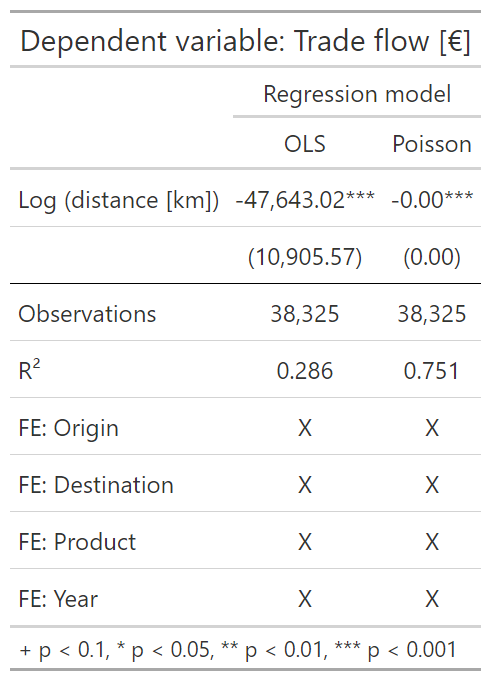 Dependent variable: Trade flow [€]
Regression model
OLS Poisson
Log (distance [km]) -47,643.02*** -0.00***
(10,905.57) (0.00)
Observations 38,325 38,325
R² 0.286 0.751
FE: Origin X X
FE: Destination X X
FE: Product X X
FE: Year X X
+ p < 0.1, * p < 0.05, ** p < 0.01, *** p < 0.001